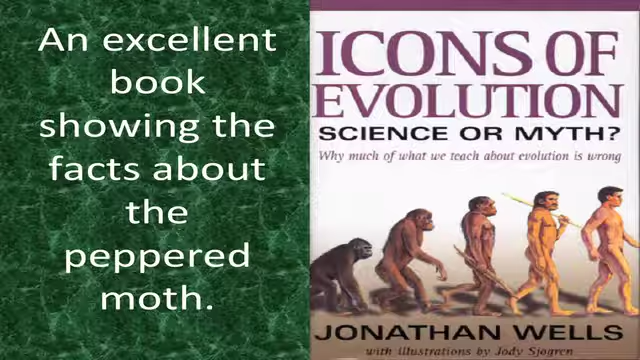 An excellent
book
showing the
facts about
the
peppered
moth.
ICONS OF
EVOLUTION
SCIENCE OR MYTH?
Why much of what we teach about evolution is wrong
JONATHAN WELLS
with illustrations by Jody Sjogren